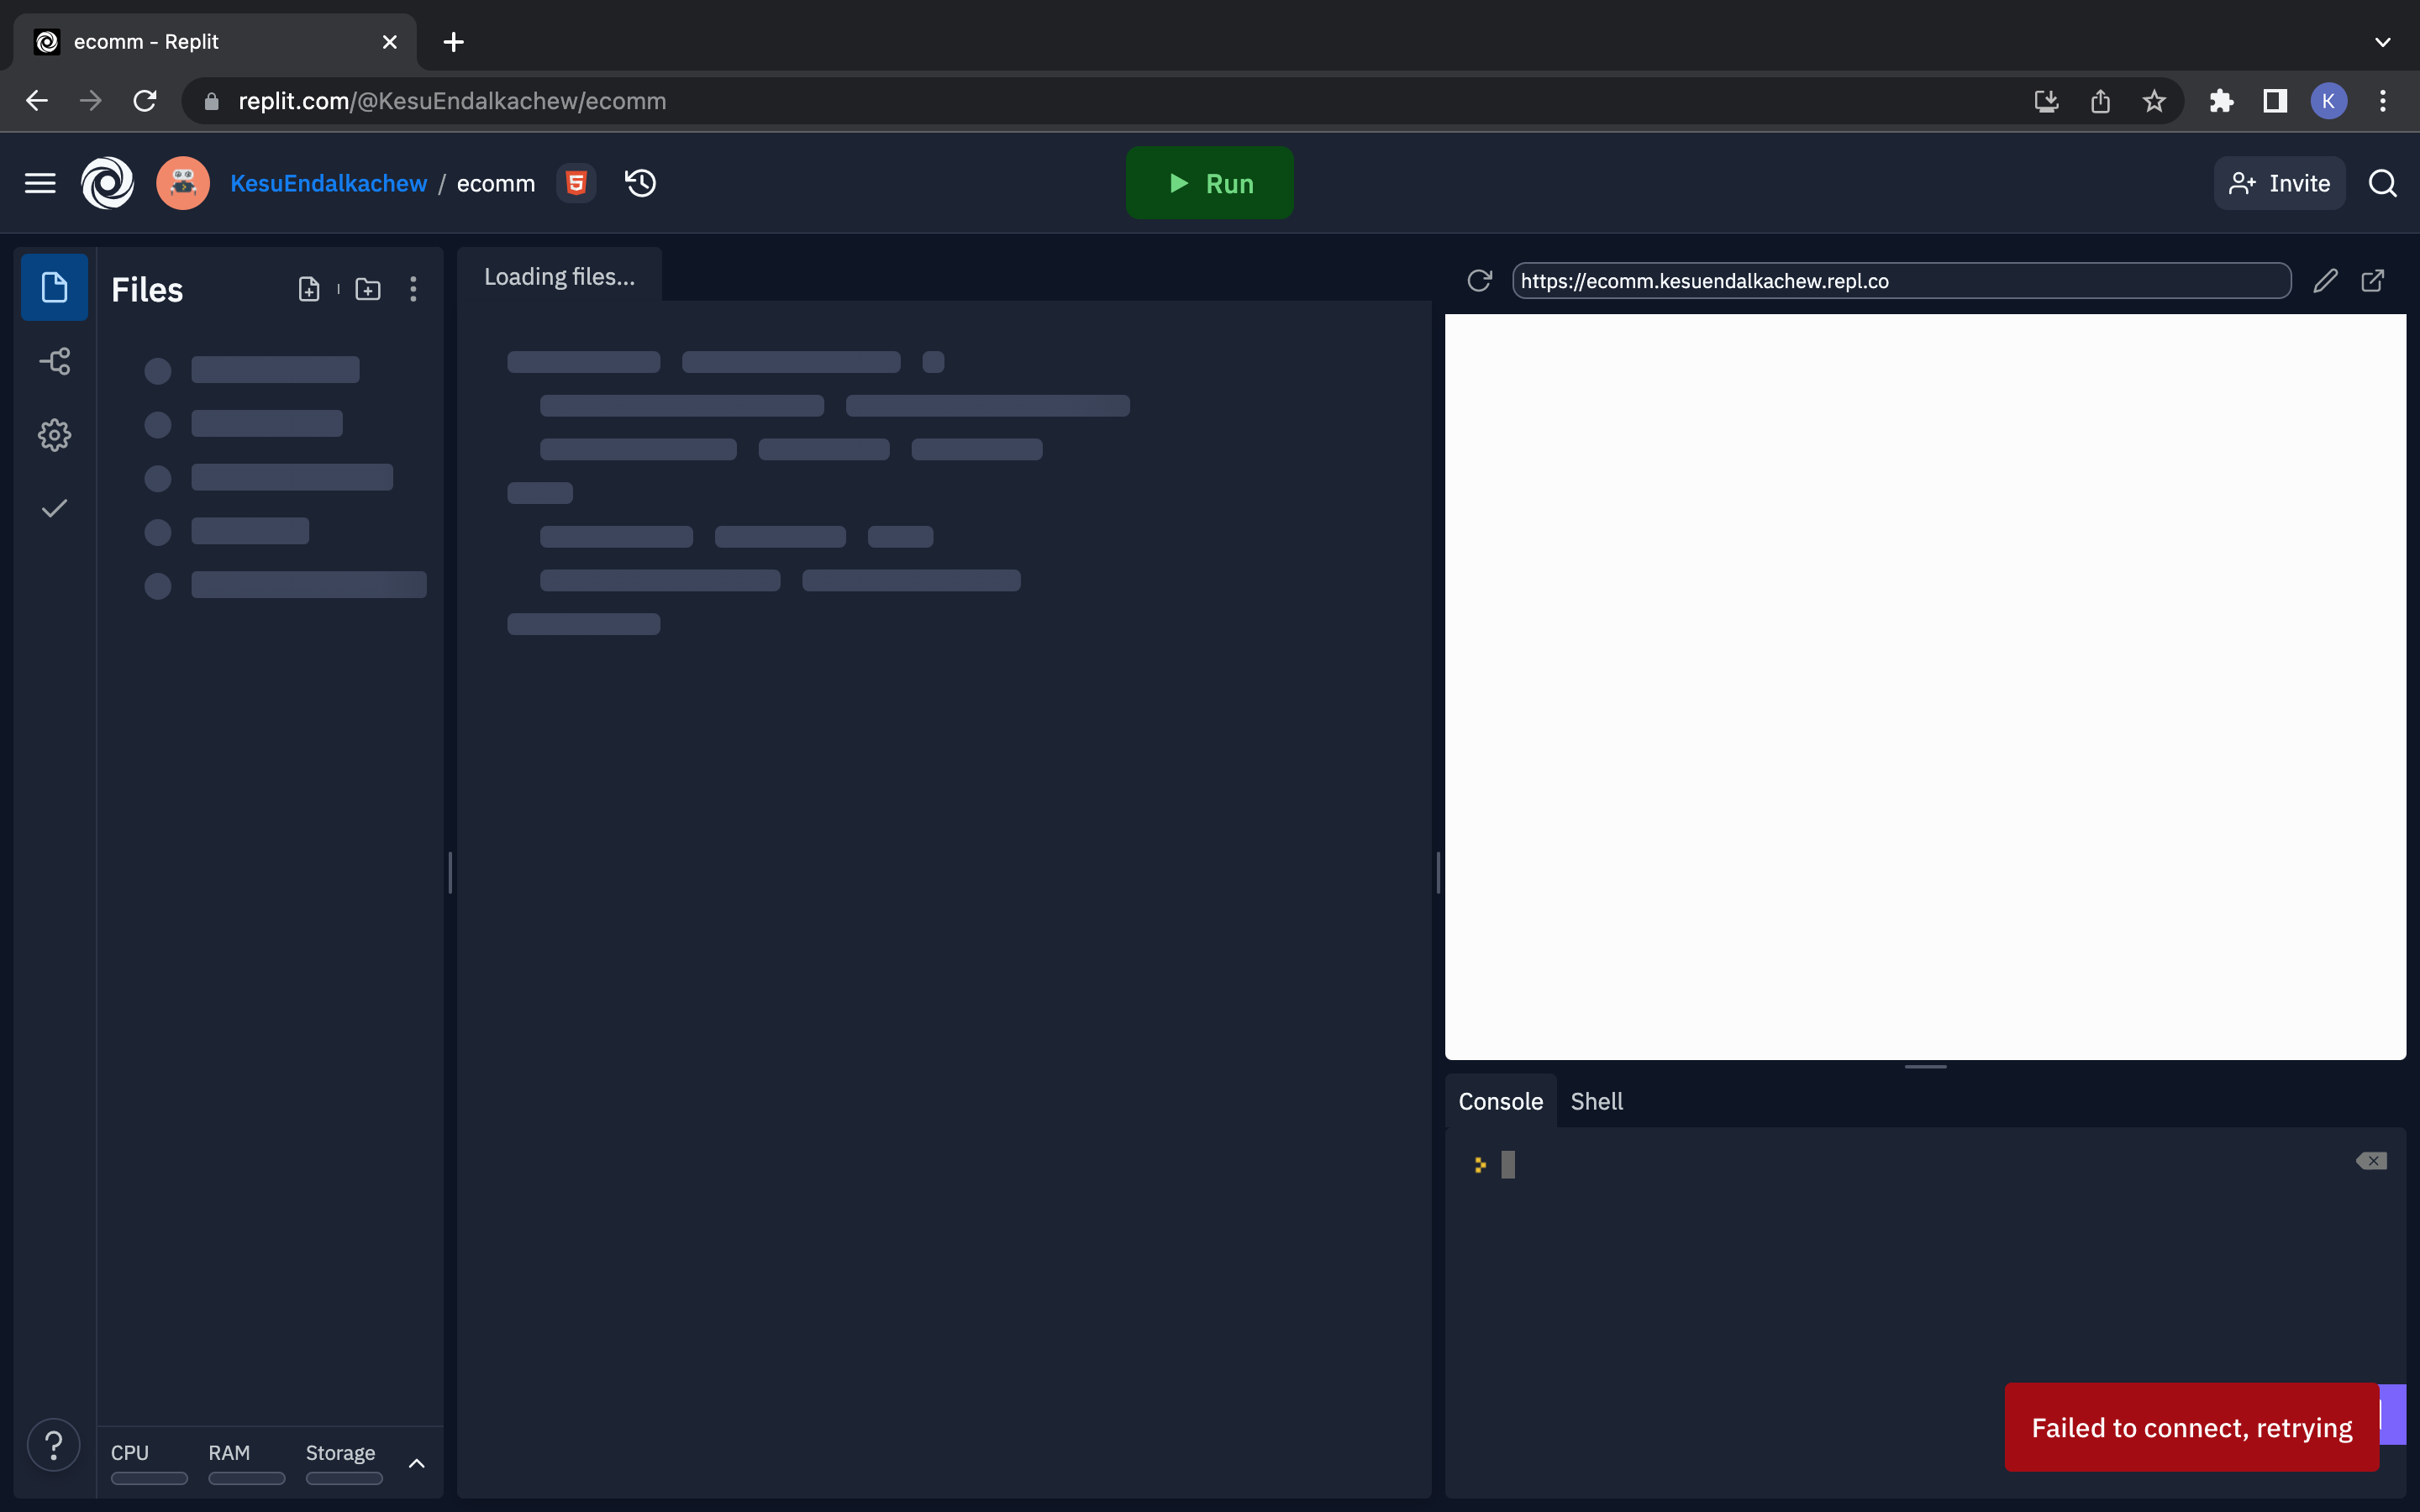 ecomm - Replit
replit.com/@KesuEndalkachew/ecomm
K
KesuEndalkachew / ecomm
5
Run
Invite
Files
Loading files...
https://ecomm.kesuendalkachew.repl.co
Console
Shell
Failed to connect, retrying
?
CPU
RAM
Storage